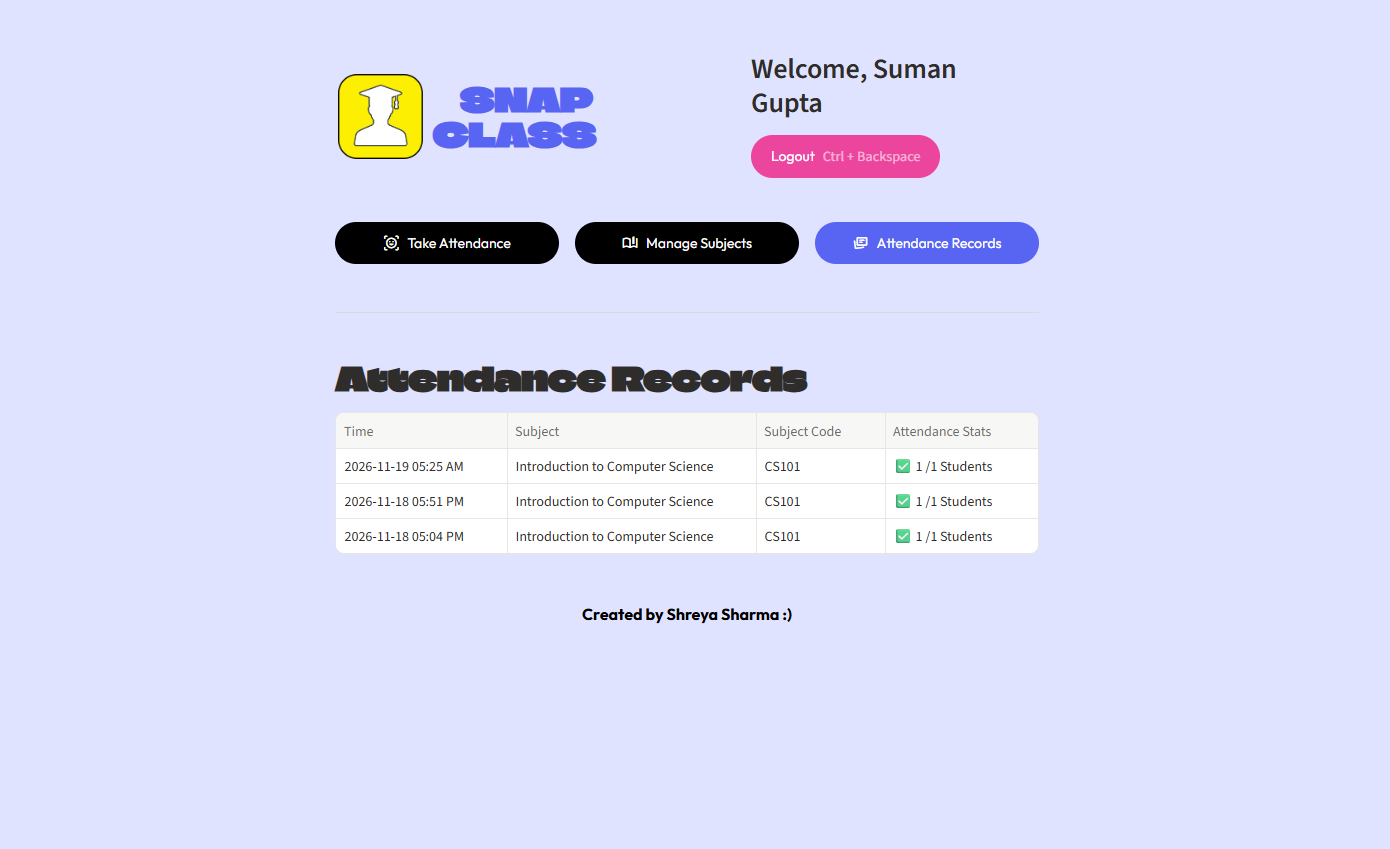 SNAP
CLASS
Welcome, Suman
Gupta
Logout Ctrl + Backspace
Take Attendance
Manage Subjects
Attendance Records
Attendance Records
Time Subject Subject Code Attendance Stats
2026-11-19 05:25 AM Introduction to Computer Science CS101 ✅ 1 /1 Students
2026-11-18 05:51 PM Introduction to Computer Science CS101 ✅ 1 /1 Students
2026-11-18 05:04 PM Introduction to Computer Science CS101 ✅ 1 /1 Students
Created by Shreya Sharma :)